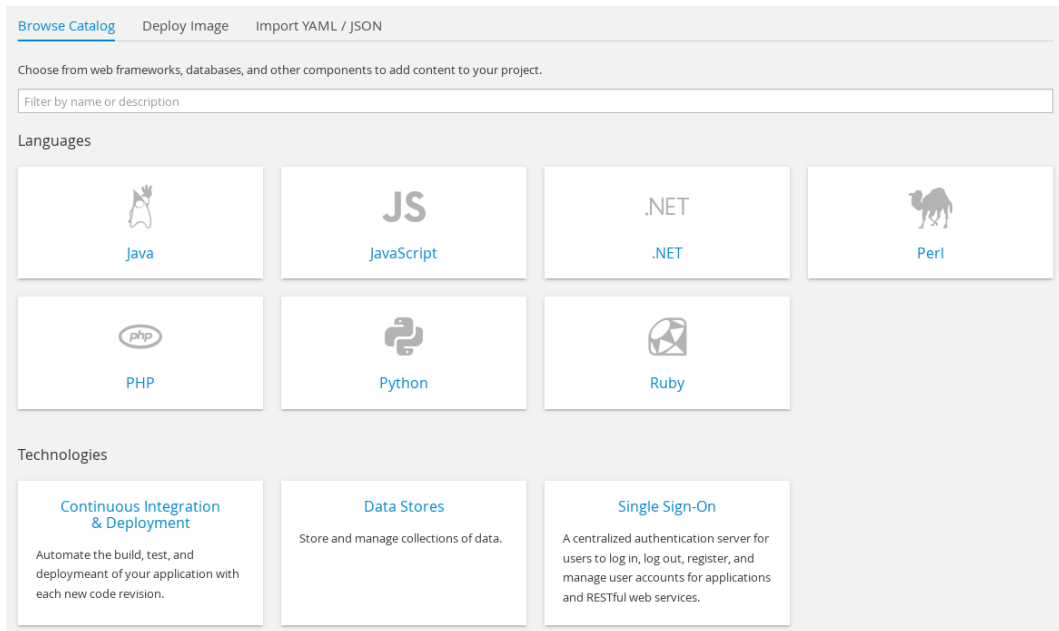 Browse Catalog Deploy Image Import YAML / JSON
Choose from web frameworks, databases, and other components to add content to your project.
Filter by name or description
Languages
JS .NET
Java JavaScript .NET Perl
php
PHP Python Ruby
Technologies
Continuous Integration
& Deployment
Automate the build, test, and
deploymeant of your application with
each new code revision.
Data Stores
Store and manage collections of data.
Single Sign-On
A centralized authentication server for
users to log in, log out, register, and
manage user accounts for applications
and RESTful web services.